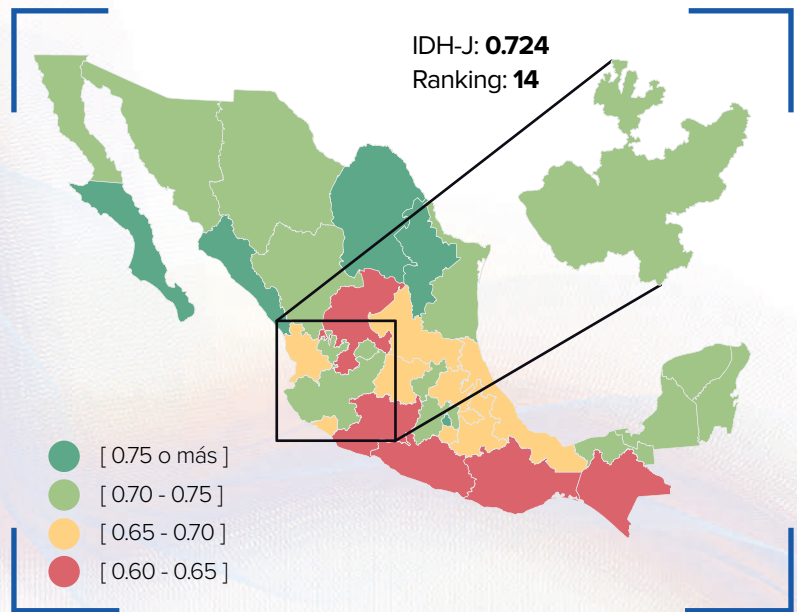 IDH-J: 0.724
Ranking: 14
[ 0.75 o más ]
[ 0.70 - 0.75 ]
[ 0.65 - 0.70 ]
[ 0.60 - 0.65 ]